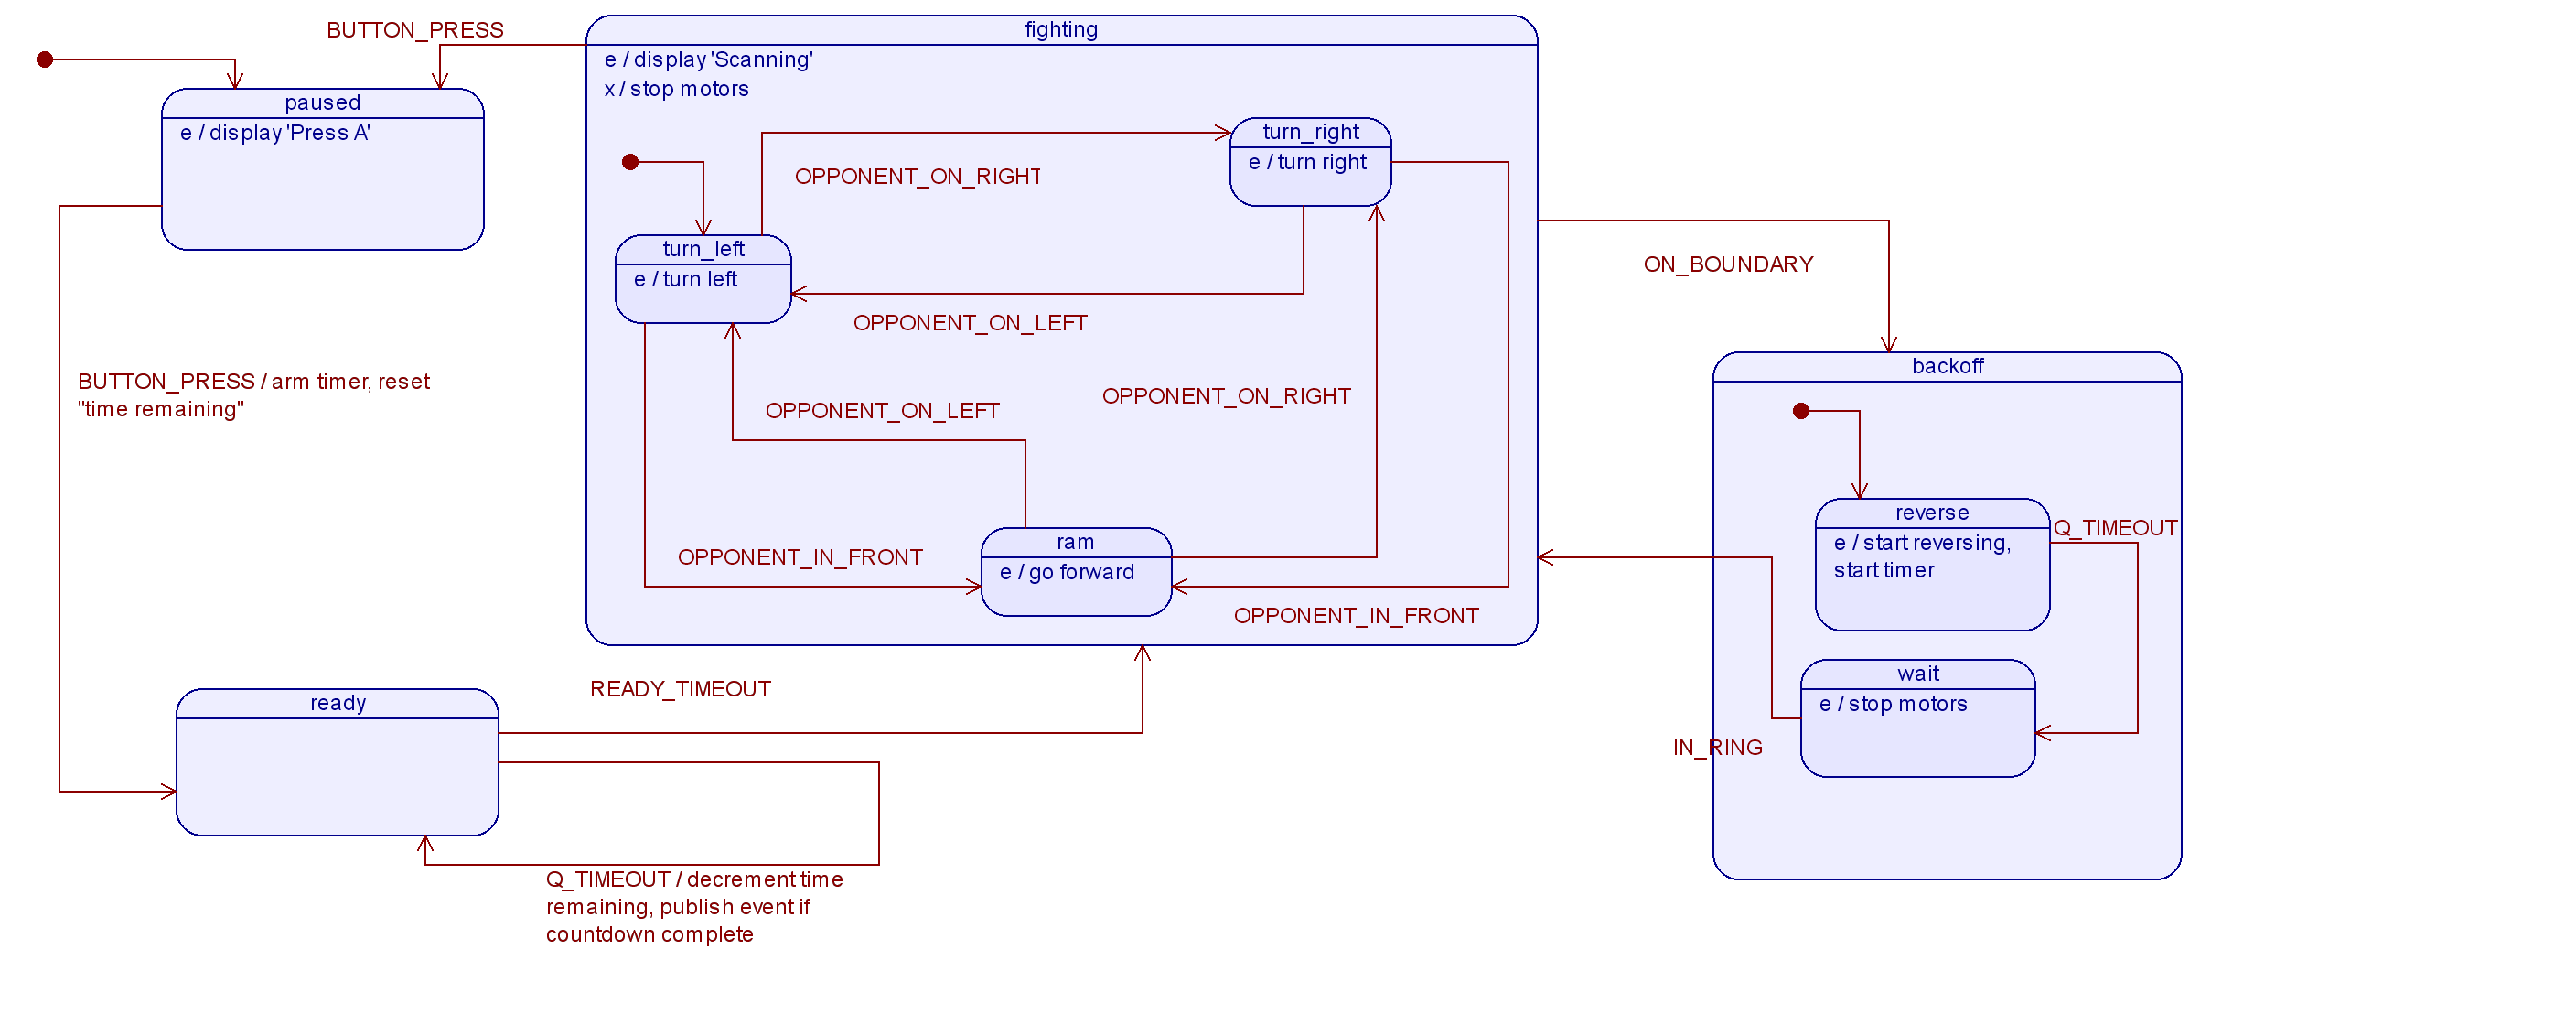 BUTTON_PRESS
fighting
e / display 'Scanning'
x / stop motors
paused
e / display 'Press A'
turn_right
e / turn right
OPPONENT_ON_RIGHT
turn_left
e / turn left
ON_BOUNDARY
OPPONENT_ON_LEFT
backoff
BUTTON_PRESS / arm timer, reset
"time remaining"
OPPONENT_ON_RIGHT
OPPONENT_ON_LEFT
reverse
Q_TIMEOUT
e / start reversing,
start timer
ram
OPPONENT_IN_FRONT
e / go forward
OPPONENT_IN_FRONT
wait
e / stop motors
READY_TIMEOUT
ready
IN_RING
Q_TIMEOUT / decrement time
remaining, publish event if
countdown complete